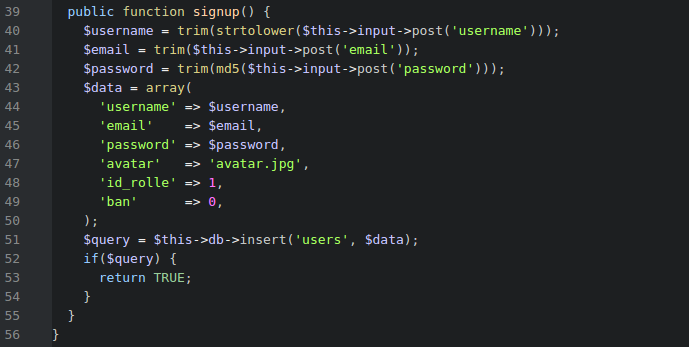 39 public function signup() {
40 $username = trim(strtolower($this->input->post('username')));
41 $email = trim($this->input->post('email'));
42 $password = trim(md5($this->input->post('password')));
43 $data = array(
44 'username' => $username,
45 'email' => $email,
46 'password' => $password,
47 'avatar' => 'avatar.jpg',
48 'id_rolle' => 1,
49 'ban' => 0,
50 );
51 $query = $this->db->insert('users', $data);
52 if($query) {
53 return TRUE;
54 }
55 }
56 }